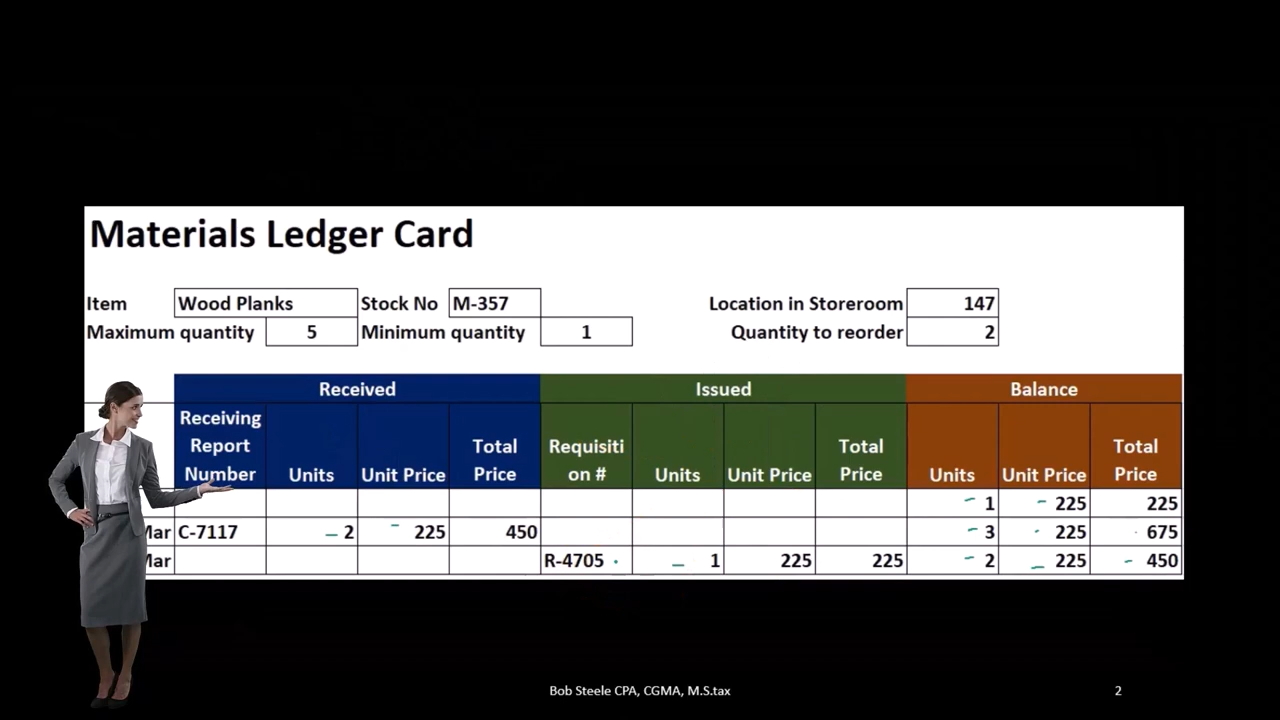 Materials Ledger Card
Item Wood Planks Stock No M-357 Location in Storeroom 147
Maximum quantity 5 Minimum quantity 1 Quantity to reorder 2
Received Issued Balance
Receiving Report Number Units Unit Price Total Price Requisiti on # Units Unit Price Total Price Units Unit Price Total Price
1 225 225
Mar C-7117 2 225 450 3 225 675
Mar R-4705 1 225 225 2 225 450
Bob Steele CPA, CGMA, M.S.tax 2